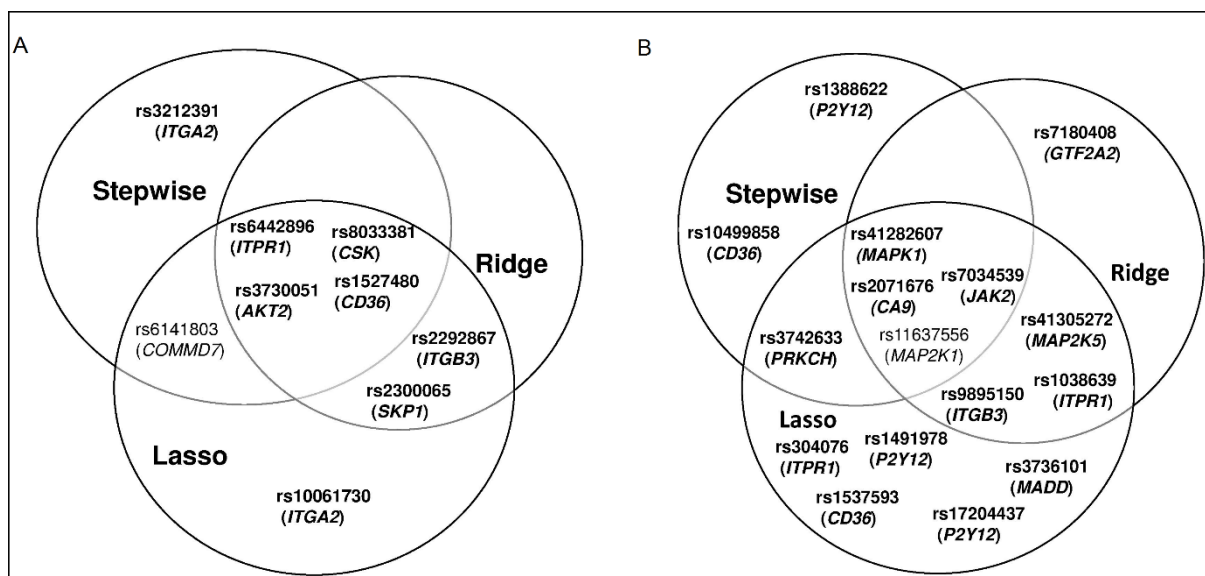 A
rs3212391
(ITGA2)
Stepwise
rs6442896
(ITPR1)
rs8033381
(CSK)
Ridge
rs3730051
(AKT2)
rs1527480
(CD36)
rs6141803
(COMMD7)
rs2292867
(ITGB3)
rs2300065
(SKP1)
Lasso
rs10061730
(ITGA2)
B
rs1388622
(P2Y12)
rs7180408
(GTF2A2)
Stepwise
rs10499858
(CD36)
rs41282607
(MAPK1)
Ridge
rs7034539
(JAK2)
rs2071676
(CA9)
rs41305272
(MAP2K5)
rs3742633
(PRKCH)
rs11637556
(MAP2K1)
rs9895150
(ITGB3)
rs1038639
(ITPR1)
Lasso
rs304076
(ITPR1)
rs1491978
(P2Y12)
rs3736101
(MADD)
rs1537593
(CD36)
rs17204437
(P2Y12)